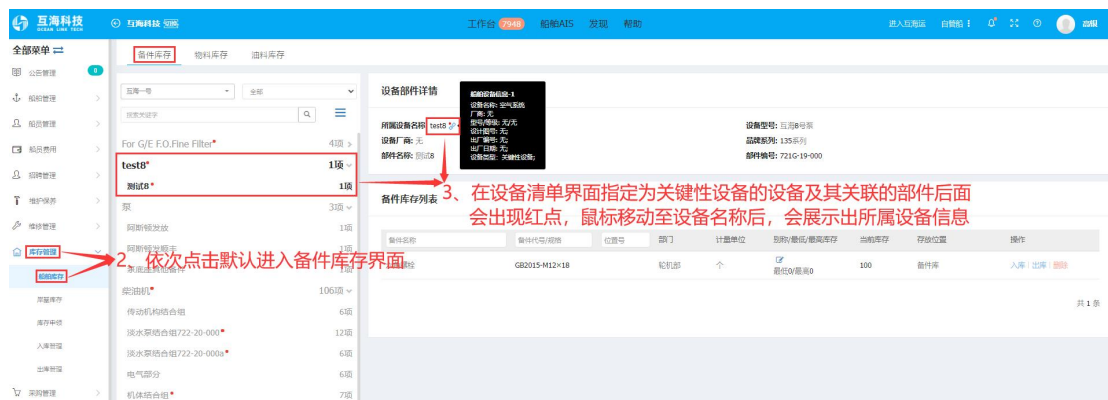 互海科技
OCEAN LINK TECH
互海科技
工作台 7948 船舶AIS 发现 帮助
进入互海运 自营船
全部菜单
公告管理 0
船舶管理
船员管理
船员费用
招聘管理
维护保养
维修管理
库存管理
船舶库存
岸基库存
库存申领
入库管理
出库管理
采购管理
备件库存 物料库存 油料库存
互海一号 全部
搜索关键字
For G/E F.O.Fine Filter* 4项
test8* 1项
测试8* 1项
泵 3项
阿斯顿发放 1项
阿斯顿发顺丰 1项
1项
柴油机* 106项
传动机构结合组 6项
淡水泵结合组722-20-000* 12项
淡水泵结合组722-20-000a* 6项
电气部分 6项
机体结合组* 7项
设备部件详情
所属设备名称: test8
设备厂商: 无
部件名称: 测试8
设备型号: 互海8号泵
品牌系列: 135系列
部件编号: 721G-19-000
船舶设备信息-1
设备名称: 空气系统
厂商: 无
型号/等级: 无/无
设计图号: 无;
出厂编号: 无;
出厂日期: 无;
设备类型: 关键性设备;
备件库存列表
备件名称 备件代号/规格 位置号 部门 计量单位 别称/最低/最高库存 当前库存 存放位置 操作
螺栓 GB2015-M12×18 轮机部 个 最低0/最高0 100 备件库 入库 出库 删除
共 1 条
2、依次点击默认进入备件库存界面
3、在设备清单界面指定为关键性设备的设备及其关联的部件后面
会出现红点，鼠标移动至设备名称后，会展示出所属设备信息